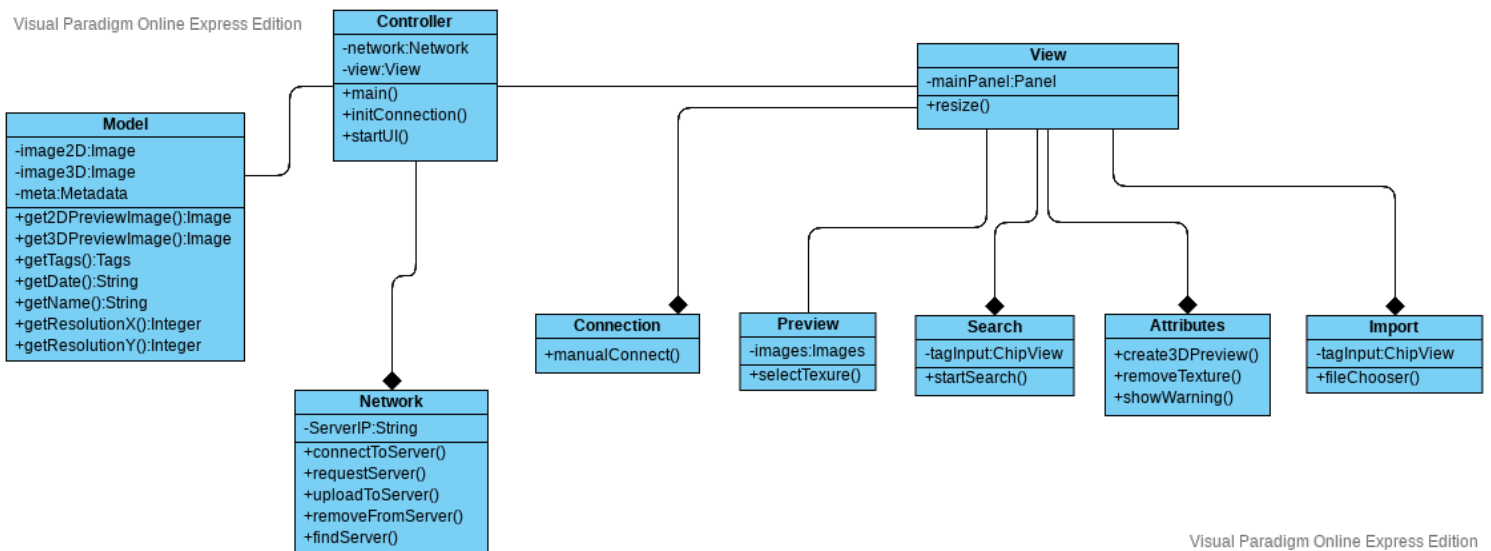 Visual Paradigm Online Express Edition
Controller
-network:Network
-view:View
+main()
+initConnection()
+startUI()
View
-mainPanel:Panel
+resize()
Model
-image2D:Image
-image3D:Image
-meta:Metadata
+get2DPreviewImage():Image
+get3DPreviewImage():Image
+getTags():Tags
+getDate():String
+getName():String
+getResolutionX():Integer
+getResolutionY():Integer
Connection
+manualConnect()
Preview
-images:Images
+selectTexure()
Search
-tagInput:ChipView
+startSearch()
Attributes
+create3DPreview()
+removeTexture()
+showWarning()
Import
-tagInput:ChipView
+fileChooser()
Network
-ServerIP:String
+connectToServer()
+requestServer()
+uploadToServer()
+removeFromServer()
+findServer()
Visual Paradigm Online Express Edition